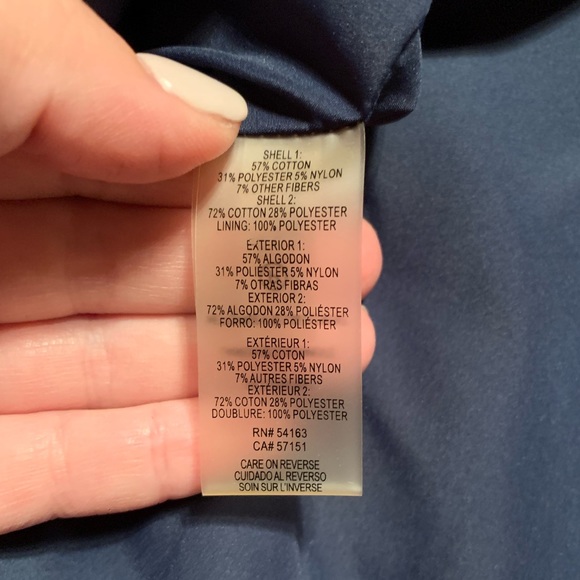 SHELL 1:
57% COTTON
31% POLYESTER 5% NYLON
7% OTHER FIBERS
SHELL 2:
72% COTTON 28% POLYESTER
LINING: 100% POLYESTER
EXTERIOR 1:
57% ALGODON
31% POLIÉSTER 5% NYLON
7% OTRAS FIBRAS
EXTERIOR 2:
72% ALGODON 28% POLIÉSTER
FORRO: 100% POLIÉSTER
EXTÉRIEUR 1:
57% COTON
31% POLYESTER 5% NYLON
7% AUTRES FIBERS
EXTÉRIEUR 2:
72% COTON 28% POLYESTER
DOUBLURE: 100% POLYESTER
RN# 54163
CA# 57151
CARE ON REVERSE
CUIDADO AL REVERSO
SOIN SUR L'INVERSE